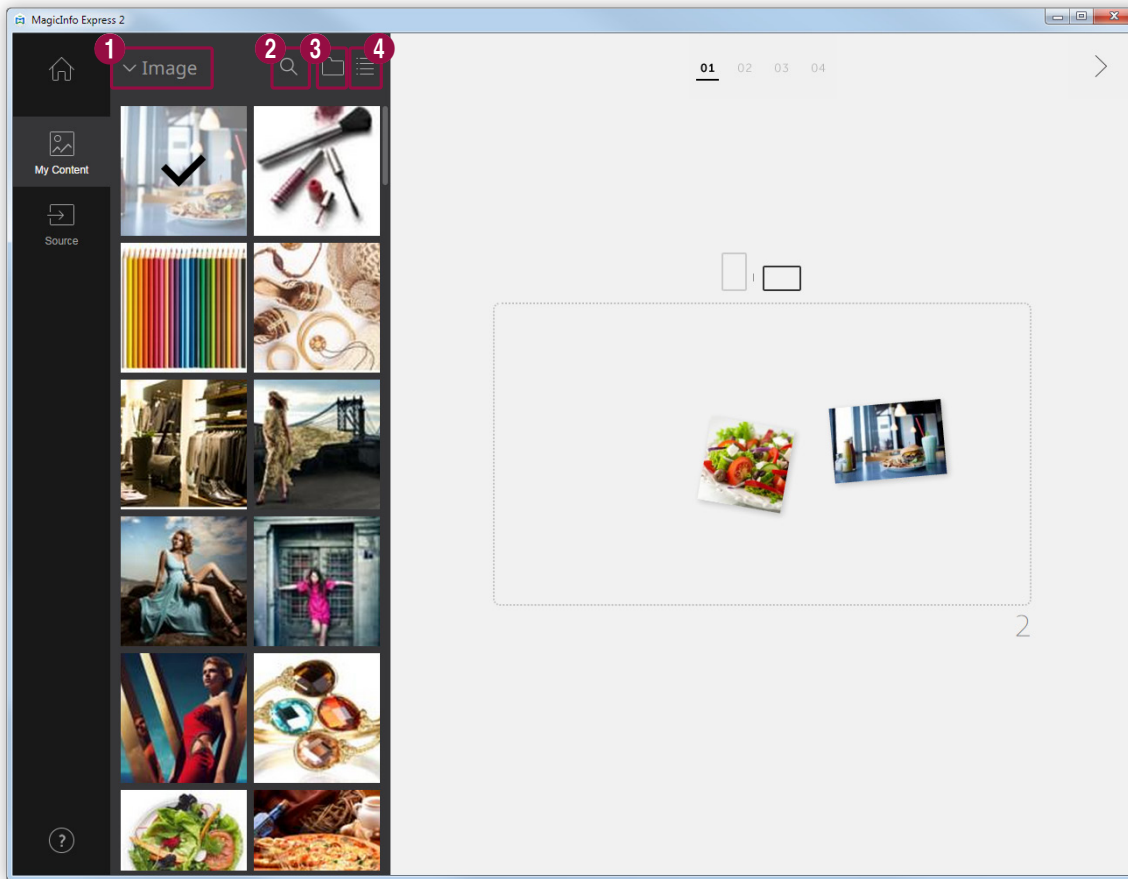 MagicInfo Express 2
1 2 3 4
Image
01 02 03 04
My Content
Source
2
?